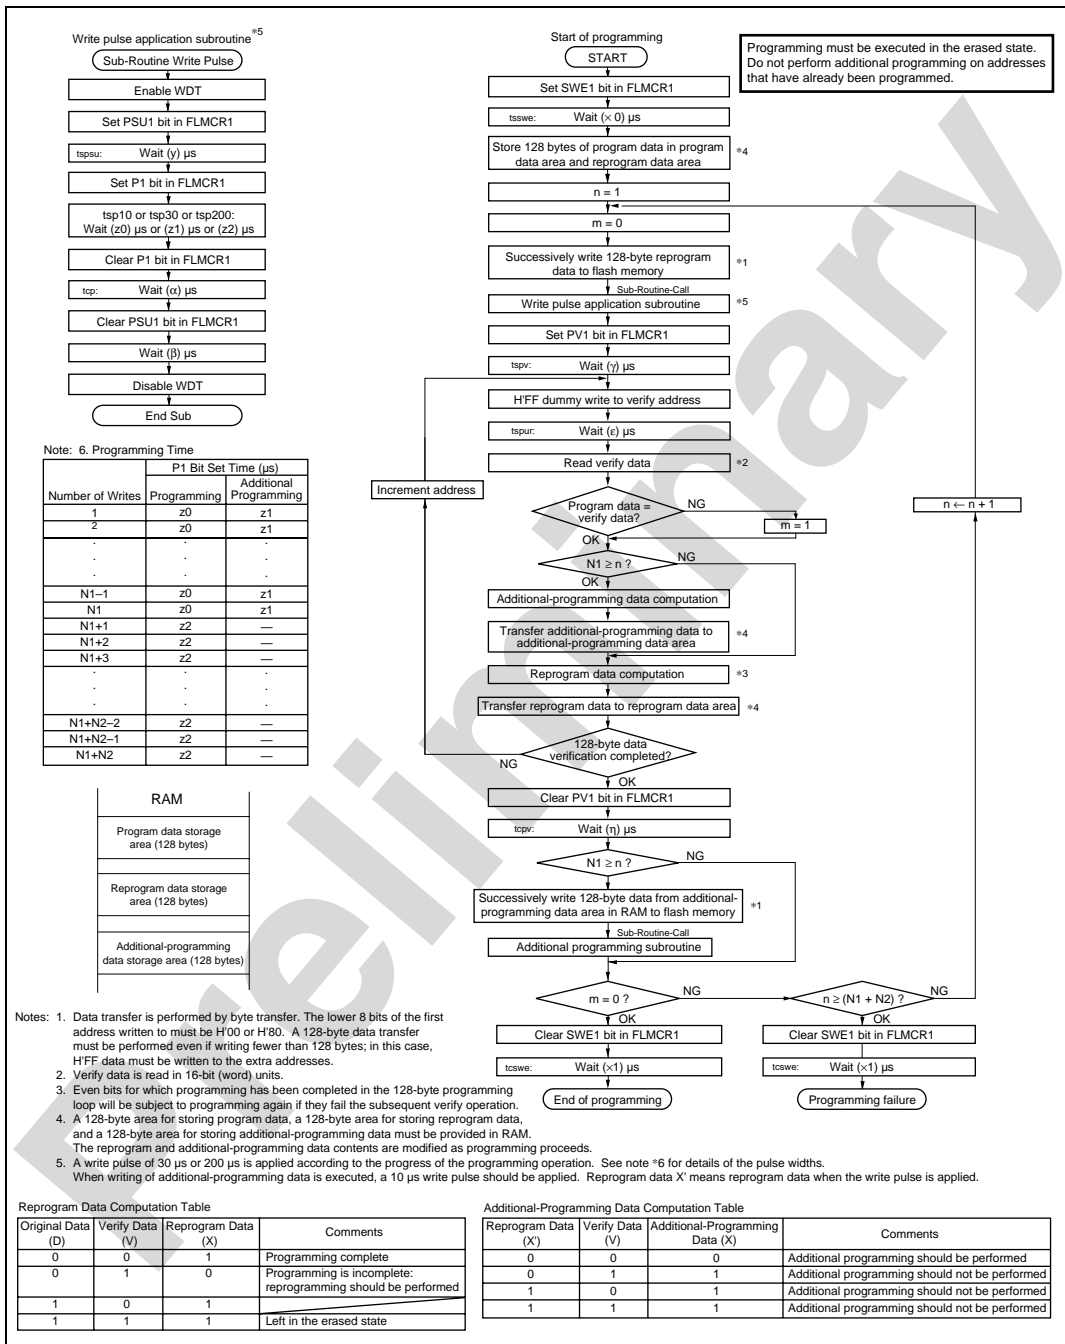 Write pulse application subroutine*5
Sub-Routine Write Pulse
Enable WDT
Set PSU1 bit in FLMCR1
tspsu: Wait (y) µs
Set P1 bit in FLMCR1
tsp10 or tsp30 or tsp200:
Wait (z0) µs or (z1) µs or (z2) µs
Clear P1 bit in FLMCR1
tcp: Wait (α) µs
Clear PSU1 bit in FLMCR1
Wait (β) µs
Disable WDT
End Sub
Note: 6. Programming Time
P1 Bit Set Time (µs)
Number of Writes Programming Additional Programming
1 z0 z1
2 z0 z1
. . .
. . .
. . .
N1–1 z0 z1
N1 z0 z1
N1+1 z2 —
N1+2 z2 —
N1+3 z2 —
. . .
. . .
. . .
N1+N2–2 z2 —
N1+N2–1 z2 —
N1+N2 z2 —
RAM
Program data storage
area (128 bytes)
Reprogram data storage
area (128 bytes)
Additional-programming
data storage area (128 bytes)
Start of programming
START
Programming must be executed in the erased state.
Do not perform additional programming on addresses
that have already been programmed.
Set SWE1 bit in FLMCR1
tsswe: Wait (× 0) µs
Store 128 bytes of program data in program
data area and reprogram data area *4
n = 1
m = 0
Successively write 128-byte reprogram
data to flash memory *1
Sub-Routine-Call
Write pulse application subroutine *5
Set PV1 bit in FLMCR1
tspv: Wait (γ) µs
H'FF dummy write to verify address
tspur: Wait (ε) µs
Read verify data *2
Increment address
Program data =
verify data?
NG
m = 1
OK
n ← n + 1
N1 ≥ n ?
NG
OK
Additional-programming data computation
Transfer additional-programming data to
additional-programming data area *4
Reprogram data computation *3
Transfer reprogram data to reprogram data area *4
128-byte data
verification completed?
NG
OK
Clear PV1 bit in FLMCR1
tcpv: Wait (η) µs
N1 ≥ n ?
NG
OK
Successively write 128-byte data from additional-
programming data area in RAM to flash memory *1
Sub-Routine-Call
Additional programming subroutine
m = 0 ?
NG
n ≥ (N1 + N2) ?
NG
OK
OK
Clear SWE1 bit in FLMCR1
Clear SWE1 bit in FLMCR1
tcswe: Wait (×1) µs
tcswe: Wait (×1) µs
End of programming
Programming failure
Notes: 1. Data transfer is performed by byte transfer. The lower 8 bits of the first
address written to must be H'00 or H'80. A 128-byte data transfer
must be performed even if writing fewer than 128 bytes; in this case,
H'FF data must be written to the extra addresses.
2. Verify data is read in 16-bit (word) units.
3. Even bits for which programming has been completed in the 128-byte programming
loop will be subject to programming again if they fail the subsequent verify operation.
4. A 128-byte area for storing program data, a 128-byte area for storing reprogram data,
and a 128-byte area for storing additional-programming data must be provided in RAM.
The reprogram and additional-programming data contents are modified as programming proceeds.
5. A write pulse of 30 µs or 200 µs is applied according to the progress of the programming operation. See note *6 for details of the pulse widths.
When writing of additional-programming data is executed, a 10 µs write pulse should be applied. Reprogram data X' means reprogram data when the write pulse is applied.
Reprogram Data Computation Table
Original Data (D) Verify Data (V) Reprogram Data (X) Comments
0 0 1 Programming complete
0 1 0 Programming is incomplete:
reprogramming should be performed
1 0 1
1 1 1 Left in the erased state
Additional-Programming Data Computation Table
Reprogram Data (X') Verify Data (V) Additional-Programming Data (X) Comments
0 0 0 Additional programming should be performed
0 1 1 Additional programming should not be performed
1 0 1 Additional programming should not be performed
1 1 1 Additional programming should not be performed
Preliminary